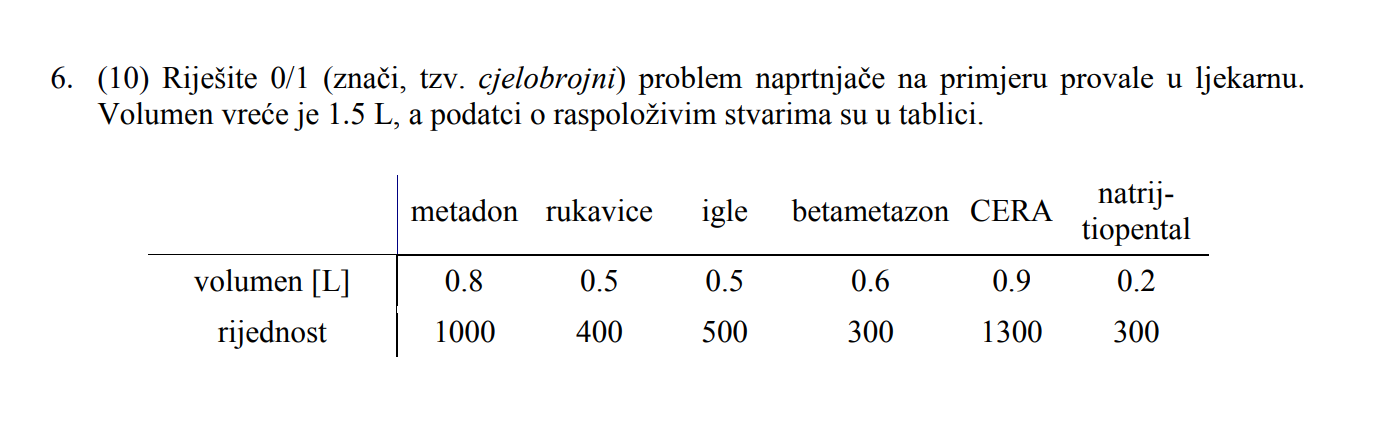 6. (10) Riješite 0/1 (znači, tzv. cjelobrojni) problem naprtnjače na primjeru provale u ljekarnu.
Volumen vreće je 1.5 L, a podatci o raspoloživim stvarima su u tablici.
metadon rukavice igle betametazon CERA natrij-
tiopental
volumen [L] 0.8 0.5 0.5 0.6 0.9 0.2
rijednost 1000 400 500 300 1300 300